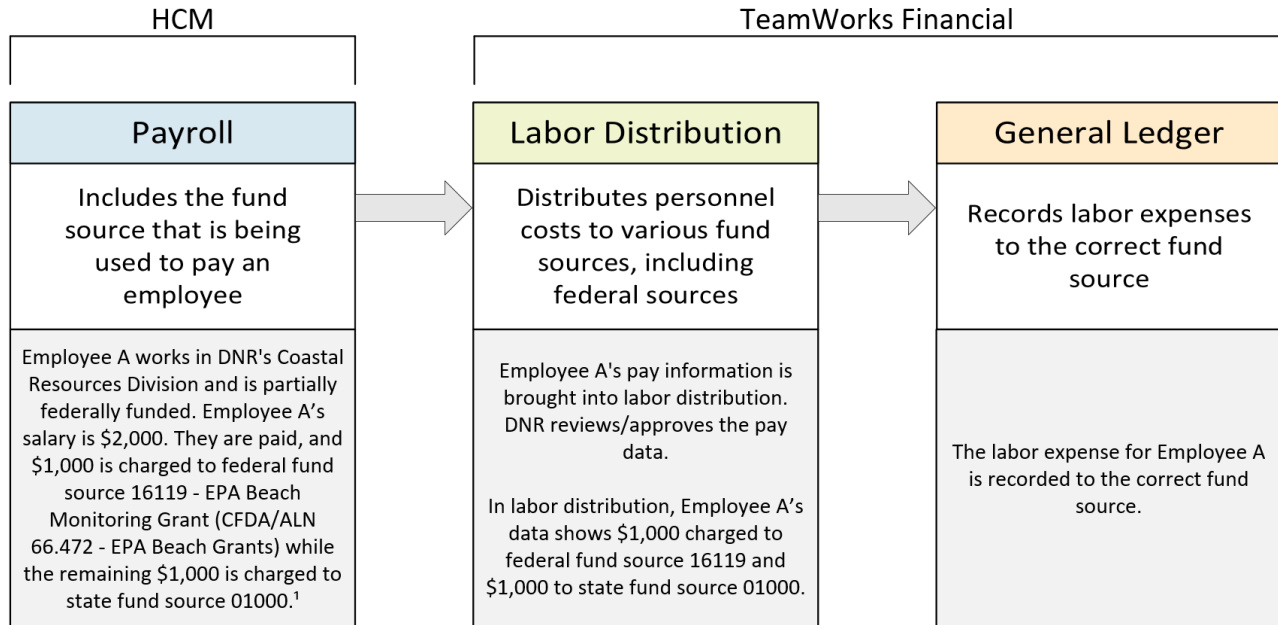 HCM
TeamWorks Financial
Payroll
Includes the fund
source that is being
used to pay an
employee
Employee A works in DNR's Coastal
Resources Division and is partially
federally funded. Employee A’s
salary is $2,000. They are paid, and
$1,000 is charged to federal fund
source 16119 - EPA Beach
Monitoring Grant (CFDA/ALN
66.472 - EPA Beach Grants) while
the remaining $1,000 is charged to
state fund source 01000.¹
Labor Distribution
Distributes personnel
costs to various fund
sources, including
federal sources
Employee A's pay information is
brought into labor distribution.
DNR reviews/approves the pay
data.
In labor distribution, Employee A’s
data shows $1,000 charged to
federal fund source 16119 and
$1,000 to state fund source 01000.
General Ledger
Records labor expenses
to the correct fund
source
The labor expense for Employee A
is recorded to the correct fund
source.